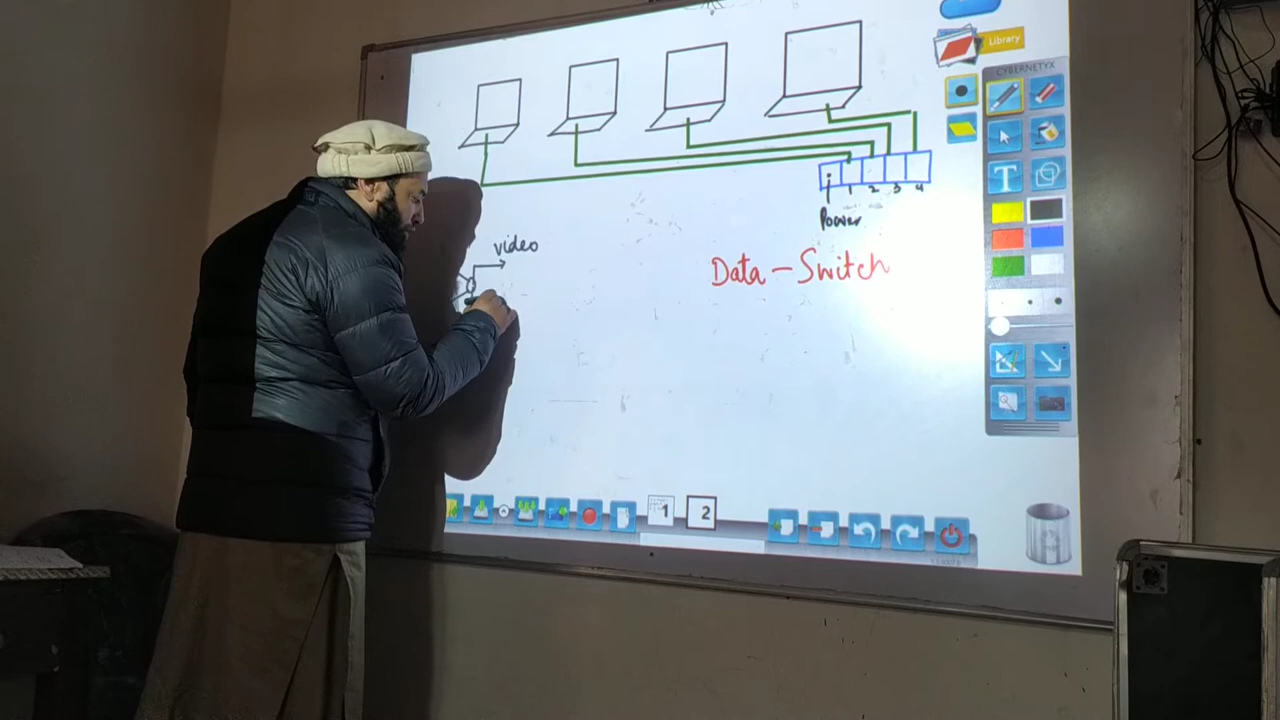 Library
CYBERNETYX
1 2 3 4
Power
video
Data - Switch
T
1 2